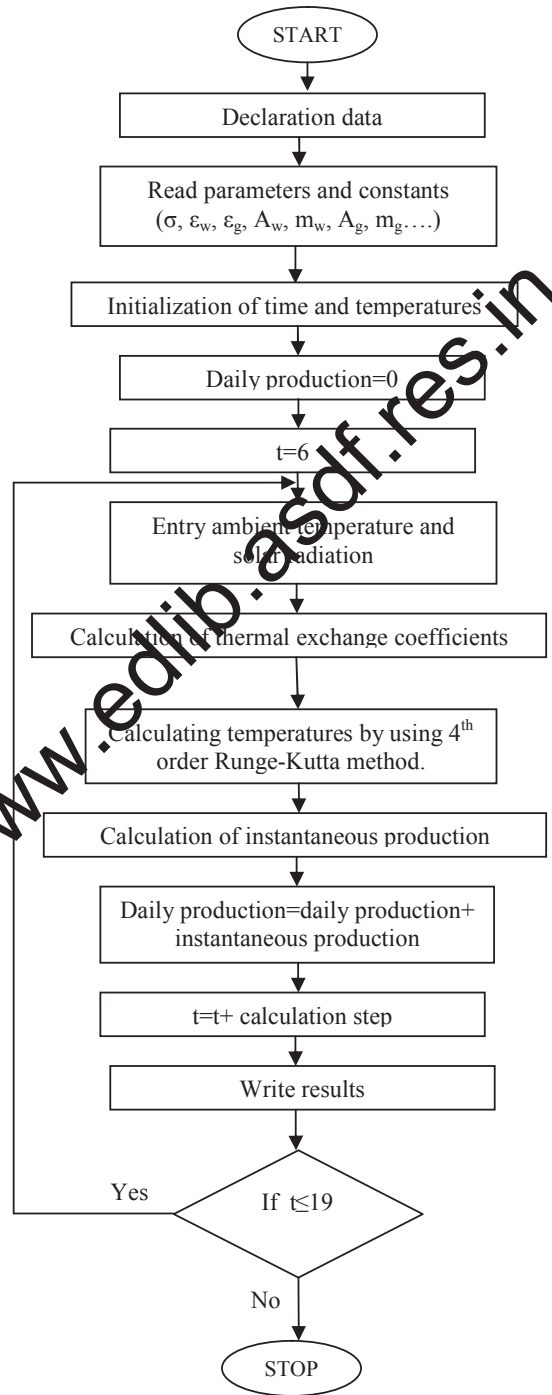 START
Declaration data
Read parameters and constants
(σ, εw, εg, Aw, mw, Ag, mg….)
Initialization of time and temperatures
Daily production=0
t=6
Entry ambient temperature and
solar radiation
Calculation of thermal exchange coefficients
Calculating temperatures by using 4th
order Runge-Kutta method.
Calculation of instantaneous production
Daily production=daily production+
instantaneous production
t=t+ calculation step
Write results
Yes
If t≤19
No
STOP
ww.edlib.asdf.res.in